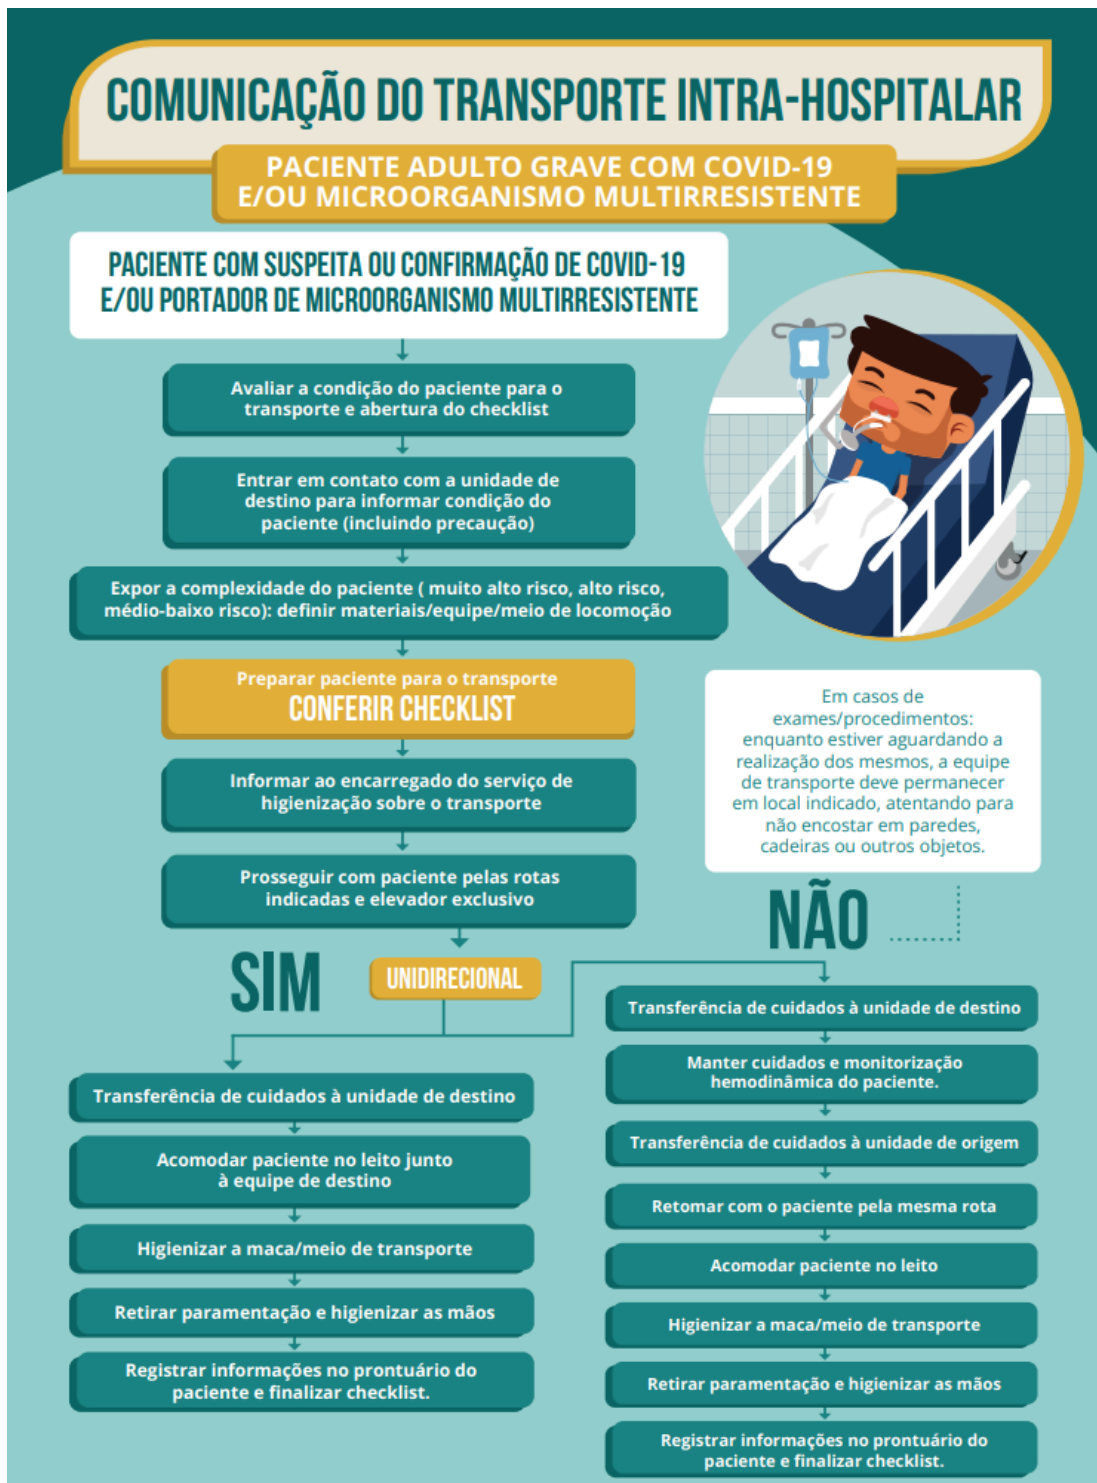 COMUNICAÇÃO DO TRANSPORTE INTRA-HOSPITALAR
PACIENTE ADULTO GRAVE COM COVID-19
E/OU MICROORGANISMO MULTIRRESISTENTE
PACIENTE COM SUSPEITA OU CONFIRMAÇÃO DE COVID-19
E/OU PORTADOR DE MICROORGANISMO MULTIRRESISTENTE
Avaliar a condição do paciente para o
transporte e abertura do checklist
Entrar em contato com a unidade de
destino para informar condição do
paciente (incluindo precaução)
Expor a complexidade do paciente ( muito alto risco, alto risco,
médio-baixo risco): definir materiais/equipe/meio de locomoção
Preparar paciente para o transporte
CONFERIR CHECKLIST
Informar ao encarregado do serviço de
higienização sobre o transporte
Prosseguir com paciente pelas rotas
indicadas e elevador exclusivo
Em casos de
exames/procedimentos:
enquanto estiver aguardando a
realização dos mesmos, a equipe
de transporte deve permanecer
em local indicado, atentando para
não encostar em paredes,
cadeiras ou outros objetos.
UNIDIRECIONAL
SIM
Transferência de cuidados à unidade de destino
Acomodar paciente no leito junto
à equipe de destino
Higienizar a maca/meio de transporte
Retirar paramentação e higienizar as mãos
Registrar informações no prontuário do
paciente e finalizar checklist.
NÃO
Transferência de cuidados à unidade de destino
Manter cuidados e monitorização
hemodinâmica do paciente.
Transferência de cuidados à unidade de origem
Retomar com o paciente pela mesma rota
Acomodar paciente no leito
Higienizar a maca/meio de transporte
Retirar paramentação e higienizar as mãos
Registrar informações no prontuário do
paciente e finalizar checklist.